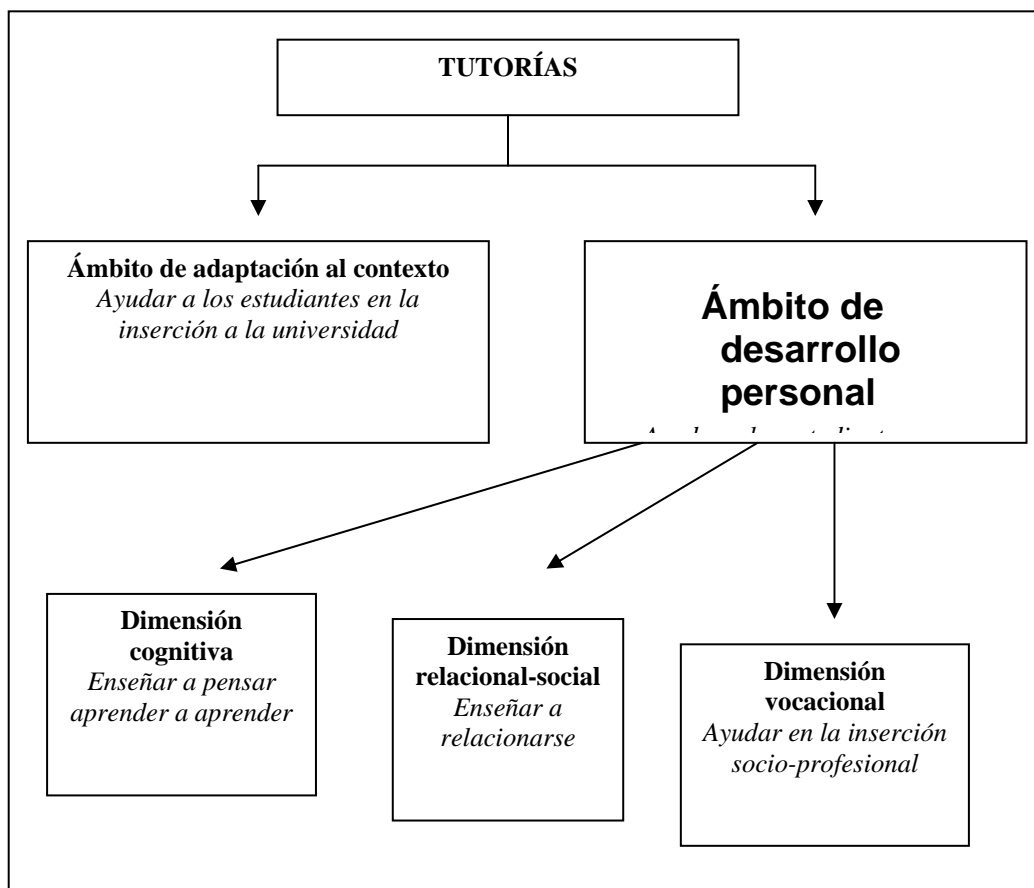 TUTORÍAS
Ámbito de adaptación al contexto
Ayudar a los estudiantes en la
inserción a la universidad
Ámbito de
desarrollo
personal
Dimensión
cognitiva
Enseñar a pensar
aprender a aprender
Dimensión
relacional-social
Enseñar a
relacionarse
Dimensión
vocacional
Ayudar en la inserción
socio-profesional